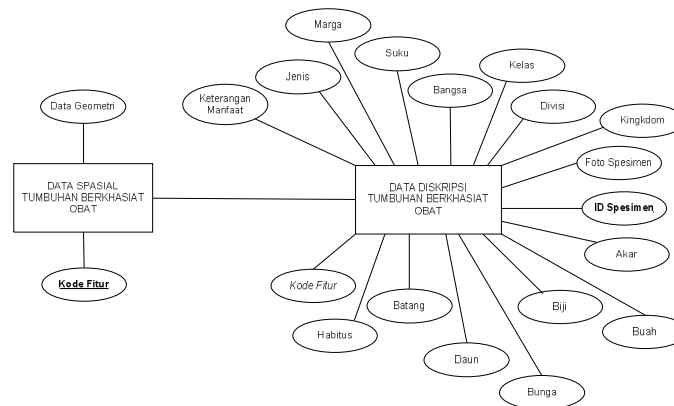 Marga
Suku
Kelas
Jenis
Bangsa
Divisi
Keterangan
Manfaat
Data Geometri
Kingkdom
Foto Spesimen
DATA SPASIAL
TUMBUHAN BERKHASIAT
OBAT
DATA DISKRIPSI
TUMBUHAN BERKHASIAT
OBAT
ID Spesimen
Akar
Kode Fitur
Kode Fitur
Batang
Biji
Habitus
Buah
Daun
Bunga